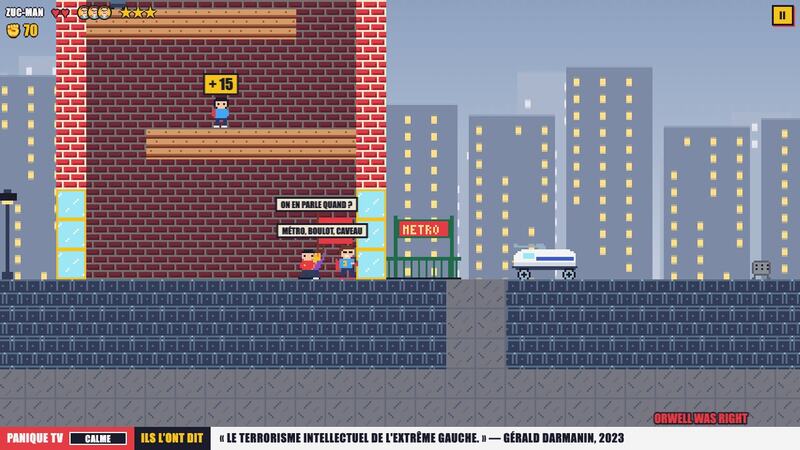 ZUC-MAN
70
+15
ON EN PARLE QUAND ?
MÉTRO, BOULOT, CAVEAU
METRO
ORWELL WAS RIGHT
PANIQUE TV CALME ILS L'ONT DIT « LE TERRORISME INTELLECTUEL DE L'EXTRÊME GAUCHE. » — GÉRALD DARMANIN, 2023